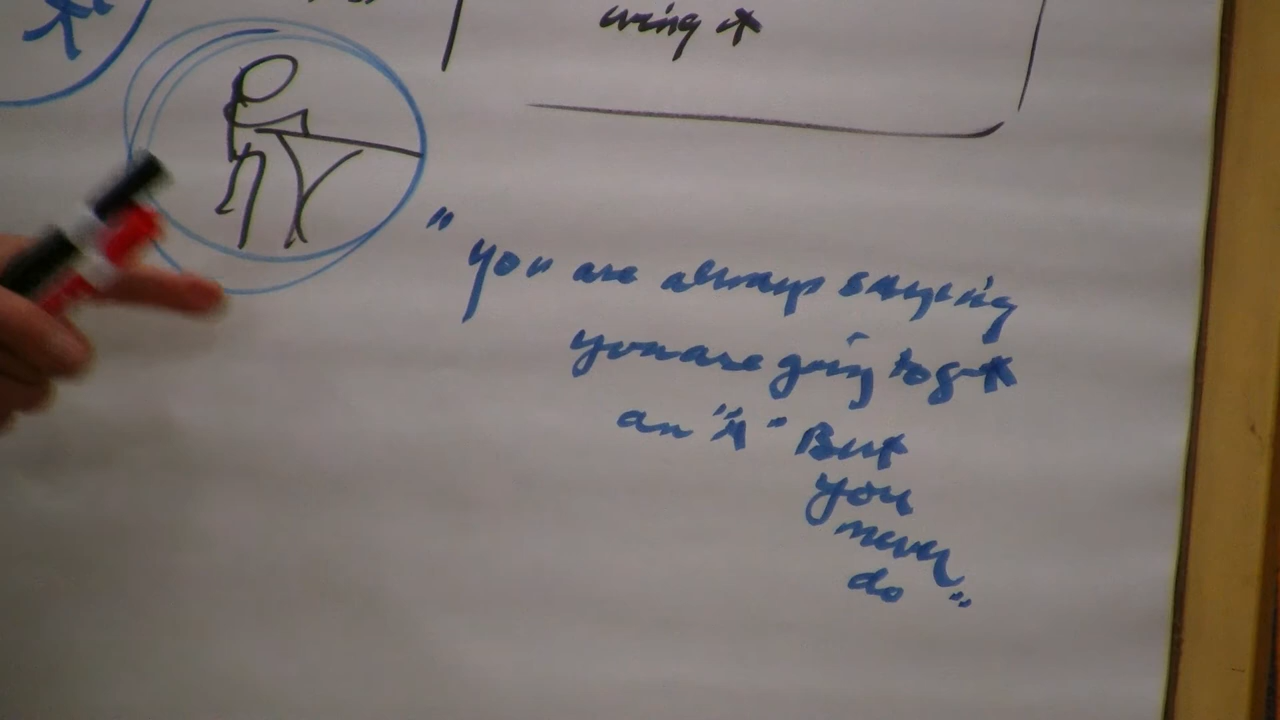 using it
"You are always saying
you are going to get
an "A" But
you
never
do"